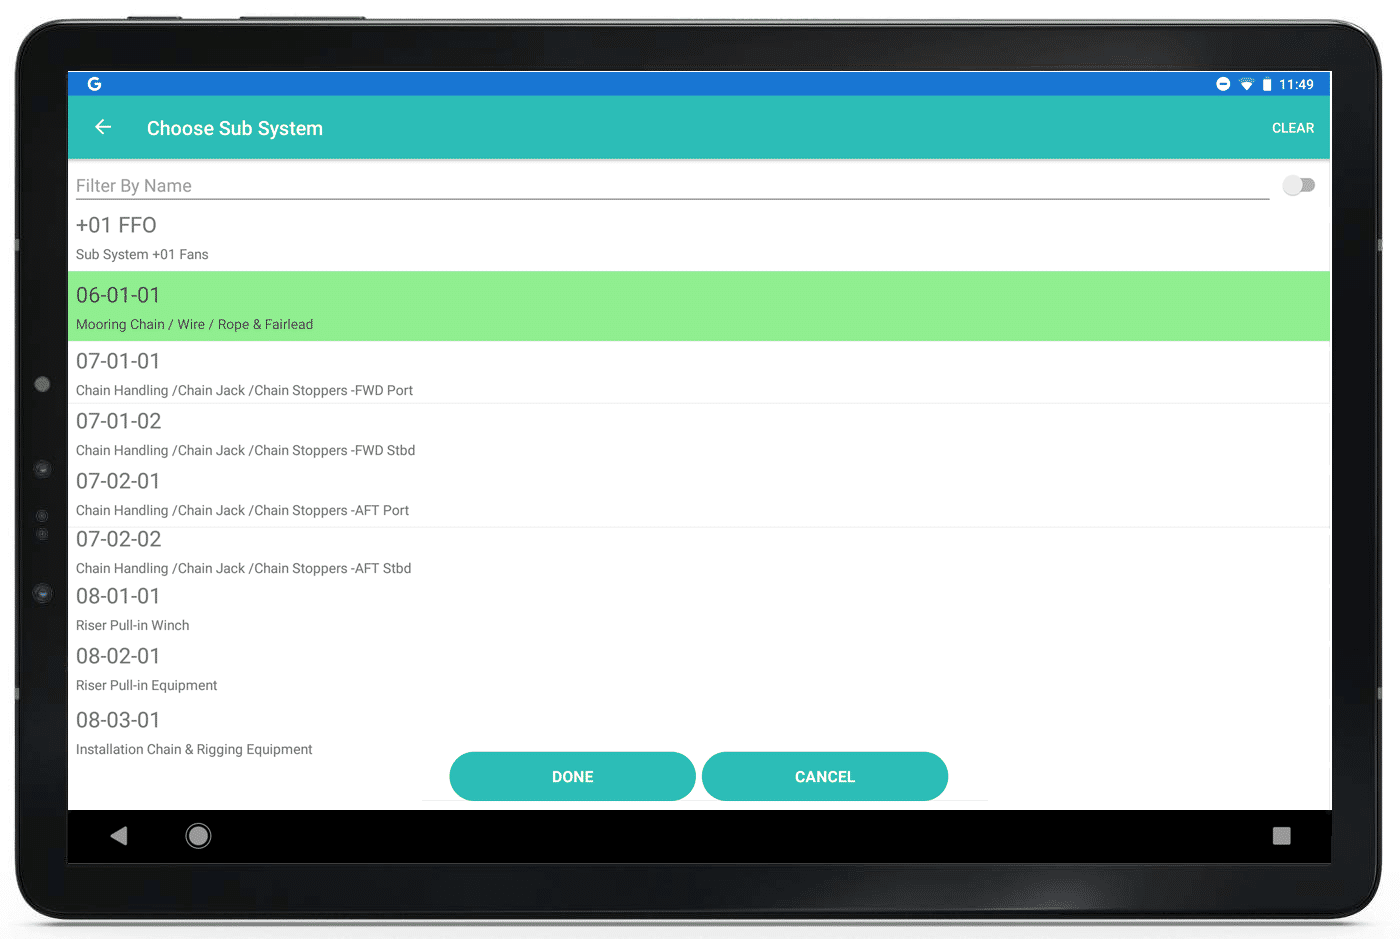 G 11:49
Choose Sub System CLEAR
Filter By Name
+01 FFO
Sub System +01 Fans
06-01-01
Mooring Chain / Wire / Rope & Fairlead
07-01-01
Chain Handling /Chain Jack /Chain Stoppers -FWD Port
07-01-02
Chain Handling /Chain Jack /Chain Stoppers -FWD Stbd
07-02-01
Chain Handling /Chain Jack /Chain Stoppers -AFT Port
07-02-02
Chain Handling /Chain Jack /Chain Stoppers -AFT Stbd
08-01-01
Riser Pull-in Winch
08-02-01
Riser Pull-in Equipment
08-03-01
Installation Chain & Rigging Equipment
DONE CANCEL